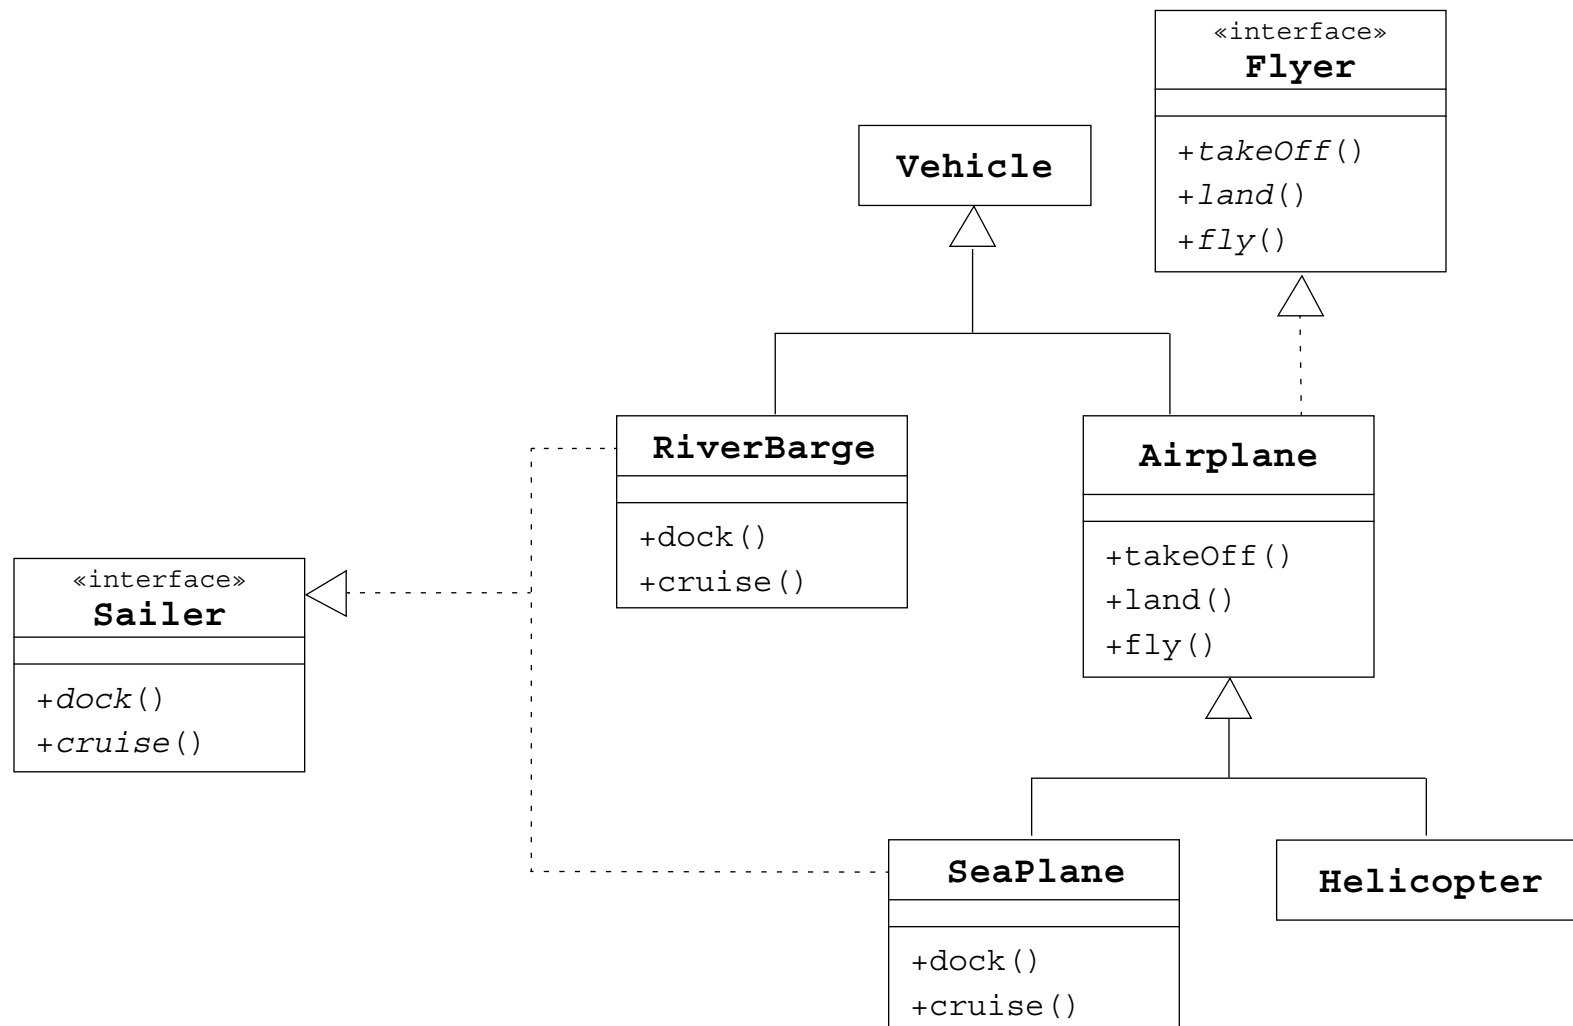 «interface»
Flyer
+takeOff()
+land()
+fly()
Vehicle
RiverBarge
+dock()
+cruise()
Airplane
+takeOff()
+land()
+fly()
«interface»
Sailer
+dock()
+cruise()
SeaPlane
+dock()
+cruise()
Helicopter